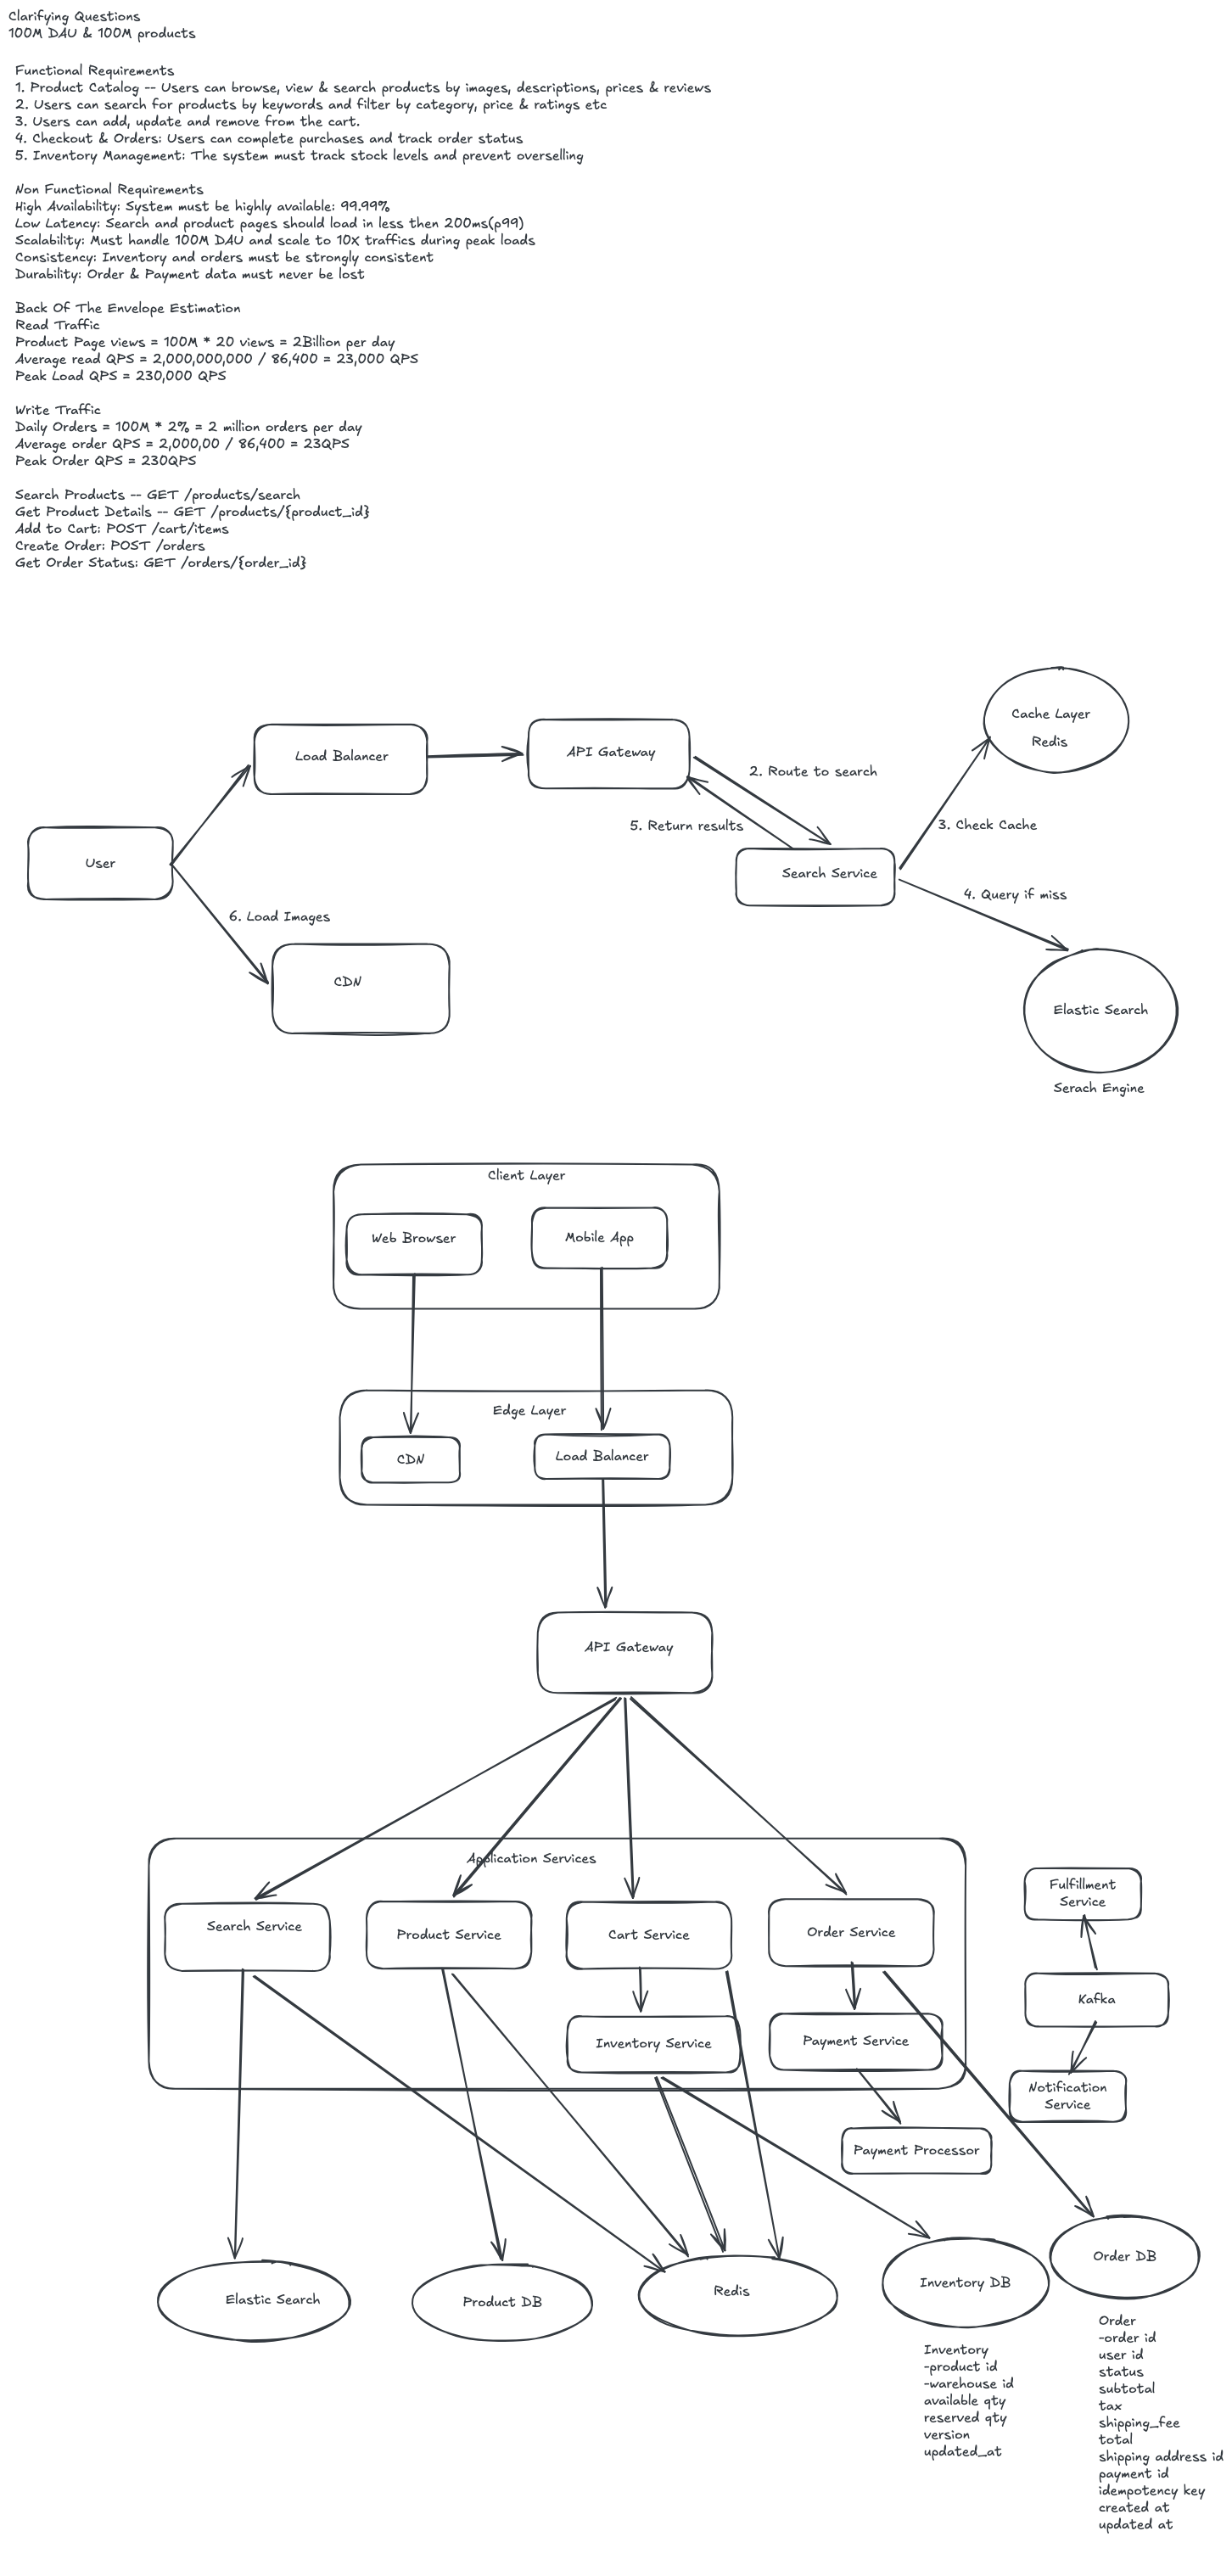 Clarifying Questions
100M DAU & 100M products
Functional Requirements
1. Product Catalog -- Users can browse, view & search products by images, descriptions, prices & reviews
2. Users can search for products by keywords and filter by category, price & ratings etc
3. Users can add, update and remove from the cart.
4. Checkout & Orders: Users can complete purchases and track order status
5. Inventory Management: The system must track stock levels and prevent overselling
Non Functional Requirements
High Availability: System must be highly available: 99.99%
Low Latency: Search and product pages should load in less then 200ms(p99)
Scalability: Must handle 100M DAU and scale to 10X traffics during peak loads
Consistency: Inventory and orders must be strongly consistent
Durability: Order & Payment data must never be lost
Back Of The Envelope Estimation
Read Traffic
Product Page views = 100M * 20 views = 2Billion per day
Average read QPS = 2,000,000,000 / 86,400 = 23,000 QPS
Peak Load QPS = 230,000 QPS
Write Traffic
Daily Orders = 100M * 2% = 2 million orders per day
Average order QPS = 2,000,00 / 86,400 = 23QPS
Peak Order QPS = 230QPS
Search Products -- GET /products/search
Get Product Details -- GET /products/{product_id}
Add to Cart: POST /cart/items
Create Order: POST /orders
Get Order Status: GET /orders/{order_id}
Cache Layer
Redis
Load Balancer
API Gateway
2. Route to search
5. Return results
3. Check Cache
User
Search Service
4. Query if miss
6. Load Images
CDN
Elastic Search
Serach Engine
Client Layer
Web Browser
Mobile App
Edge Layer
CDN
Load Balancer
API Gateway
Application Services
Search Service
Product Service
Cart Service
Order Service
Fulfillment
Service
Kafka
Inventory Service
Payment Service
Notification
Service
Payment Processor
Elastic Search
Product DB
Redis
Inventory DB
Order DB
Inventory
-product id
-warehouse id
available qty
reserved qty
version
updated_at
Order
-order id
user id
status
subtotal
tax
shipping_fee
total
shipping address id
payment id
idempotency key
created at
updated at